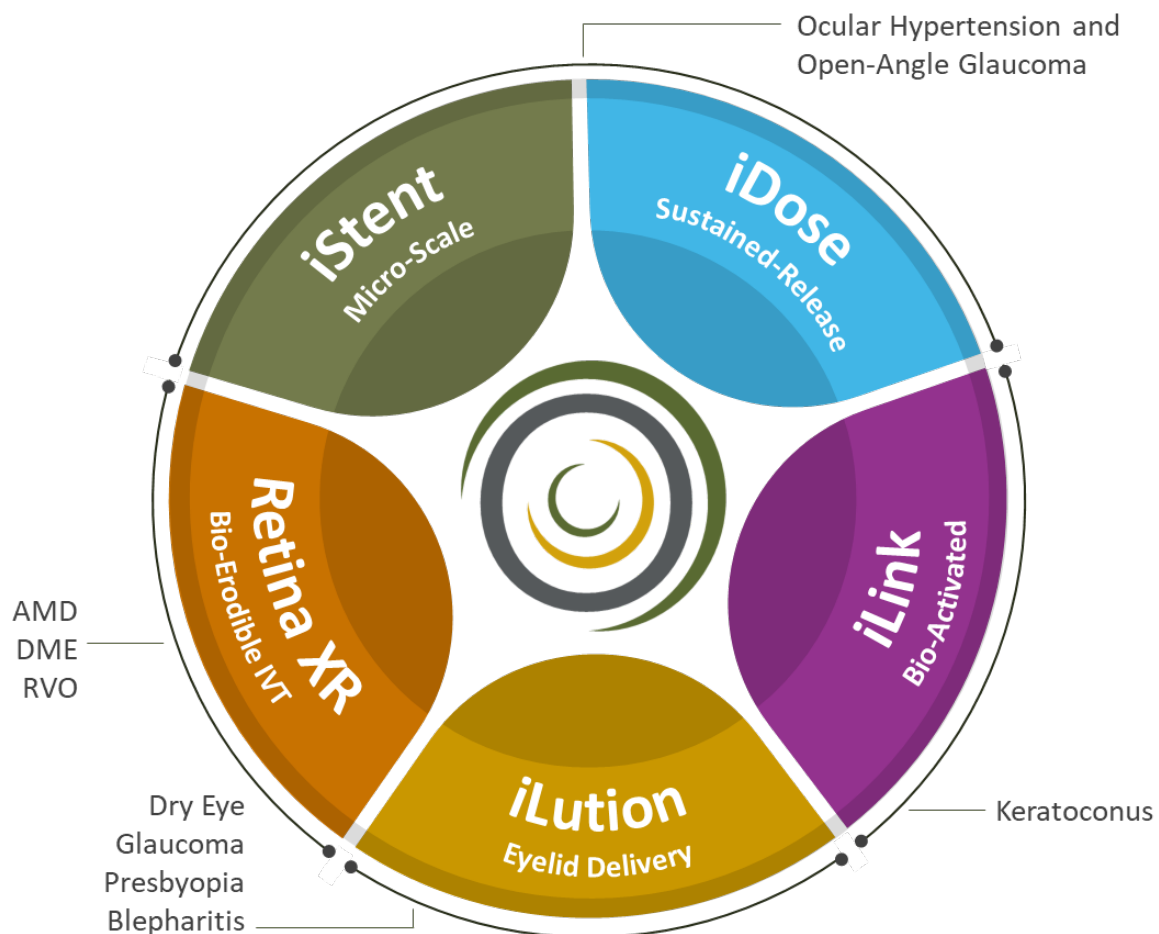 Ocular Hypertension and
Open-Angle Glaucoma
iStent
Micro-Scale
iDose
Sustained-Release
Retina XR
Bio-Erodible IVT
iLink
Bio-Activated
AMD
DME
RVO
iLution
Eyelid Delivery
Dry Eye
Glaucoma
Presbyopia
Blepharitis
Keratoconus